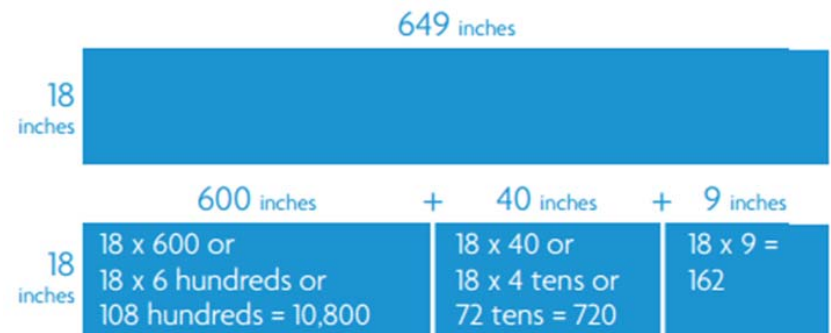 649 inches
18
inches
600 inches + 40 inches + 9 inches
18
inches
18 x 600 or
18 x 6 hundreds or
108 hundreds = 10,800
18 x 40 or
18 x 4 tens or
72 tens = 720
18 x 9 =
162